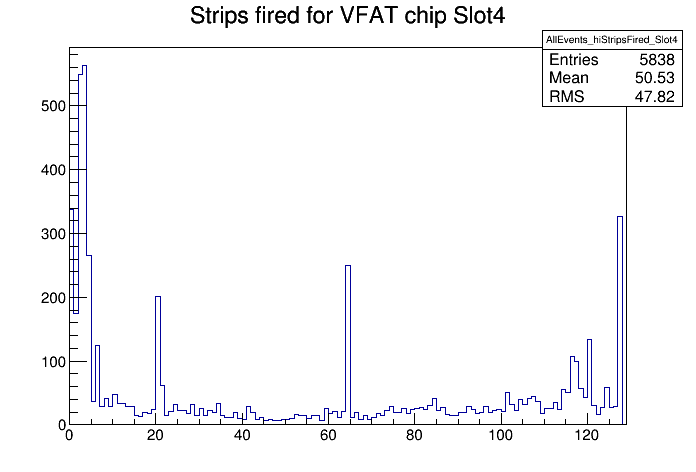 Strips fired for VFAT chip Slot4
AllEvents_hiStripsFired_Slot4
Entries 5838
Mean 50.53
RMS 47.82
500
400
300
200
100
0
0 20 40 60 80 100 120